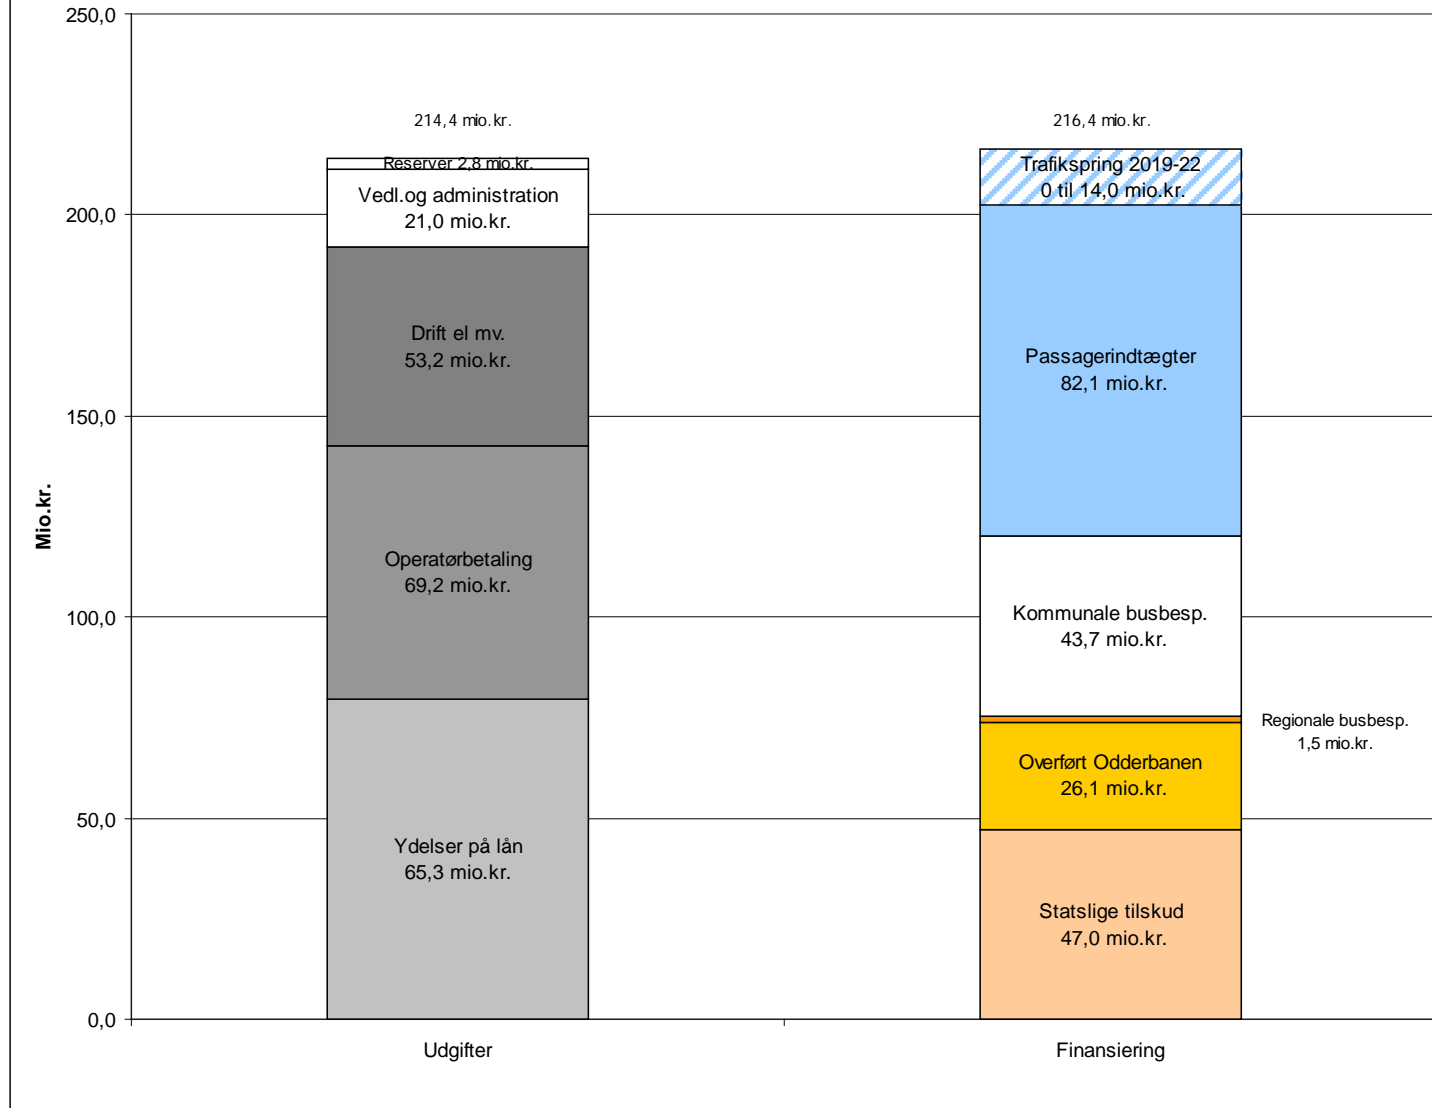 250,0
200,0
150,0
100,0
50,0
0,0
Mio.kr.
214,4 mio.kr.
Reserver 2,8 mio.kr.
Vedl.og administration
21,0 mio.kr.
Drift el mv.
53,2 mio.kr.
Operatørbetaling
69,2 mio.kr.
Ydelser på lån
65,3 mio.kr.
Udgifter
216,4 mio.kr.
Trafikspring 2019-22
0 til 14,0 mio.kr.
Passagerindtægter
82,1 mio.kr.
Kommunale busbesp.
43,7 mio.kr.
Regionale busbesp.
1,5 mio.kr.
Overført Odderbanen
26,1 mio.kr.
Statslige tilskud
47,0 mio.kr.
Finansiering